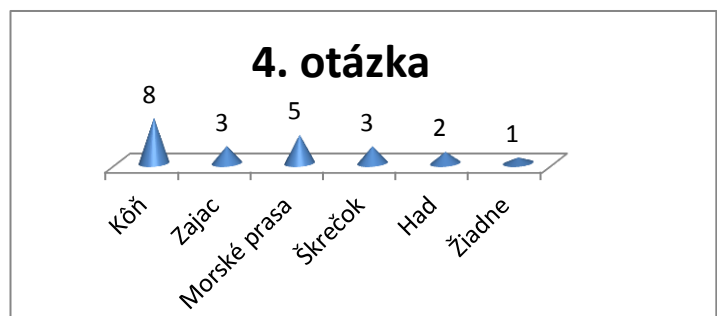 4. otázka
8
3
5
3
2
1
Kôň
Zajac
Morské prasa
Škrečok
Had
Žiadne